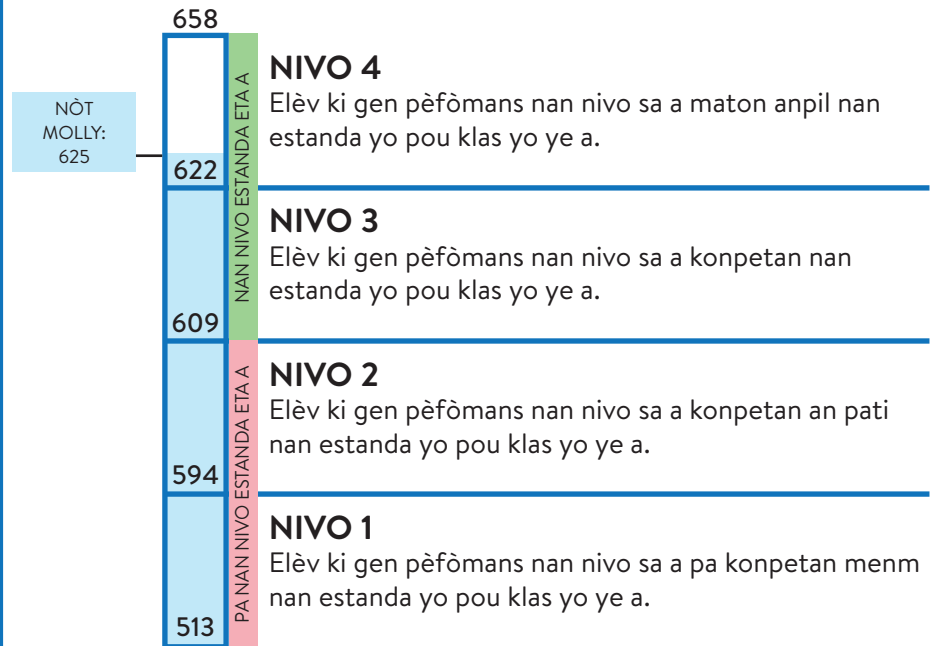 658
NÒT
MOLLY:
625
622
609
594
513
NAN NIVO ESTANDA ETA A
PA NAN NIVO ESTANDA ETA A
NIVO 4
Elèv ki gen pèfòmans nan nivo sa a maton anpil nan
estanda yo pou klas yo ye a.
NIVO 3
Elèv ki gen pèfòmans nan nivo sa a konpetan nan
estanda yo pou klas yo ye a.
NIVO 2
Elèv ki gen pèfòmans nan nivo sa a konpetan an pati
nan estanda yo pou klas yo ye a.
NIVO 1
Elèv ki gen pèfòmans nan nivo sa a pa konpetan menm
nan estanda yo pou klas yo ye a.